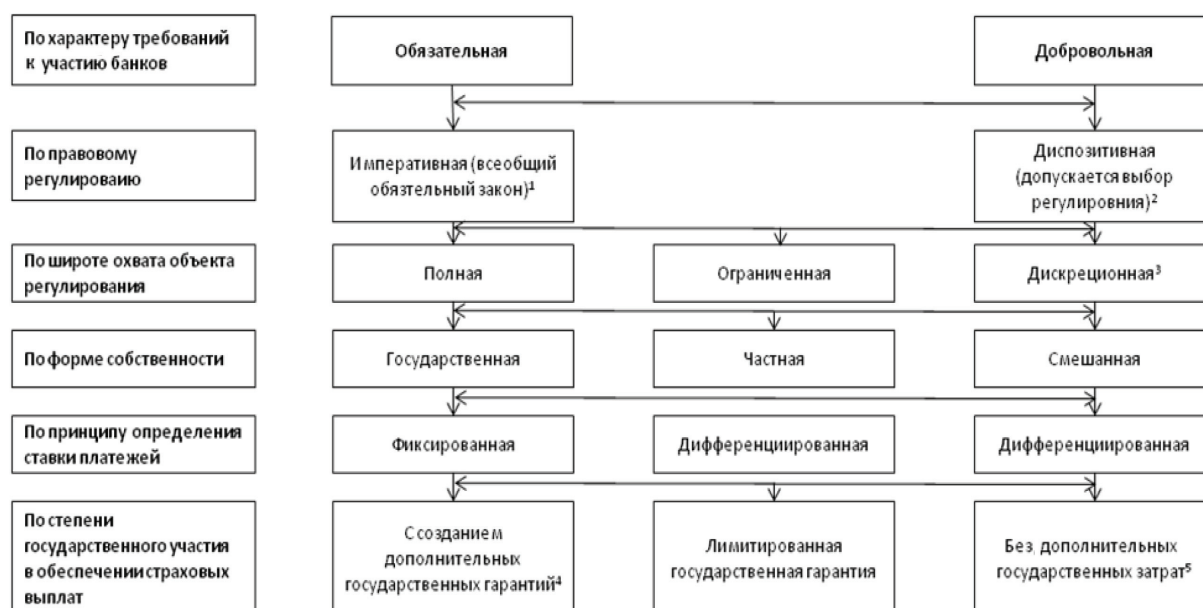 По характеру требований
к участию банков
Обязательная
Добровольная
По правовому
регулироваию
Императивная (всеобщий
обязтельный закон)¹
Диспозитивная
(допускается выбор
регулировния)²
По широте охвата объекта
регулирования
Полная
Ограниченная
Дискреционная³
По форме собственности
Государственная
Частная
Смешанная
По принципу определения
ставки платежей
Фиксированная
Дифференциированная
Дифференциированная
По степени
государственного участия
в обеспечении страховых
выплат
С созданием
дополнительных
государственных гарантий⁴
Лимитированная
государственная гарантия
Без, дополнительных
государственных затрат⁵